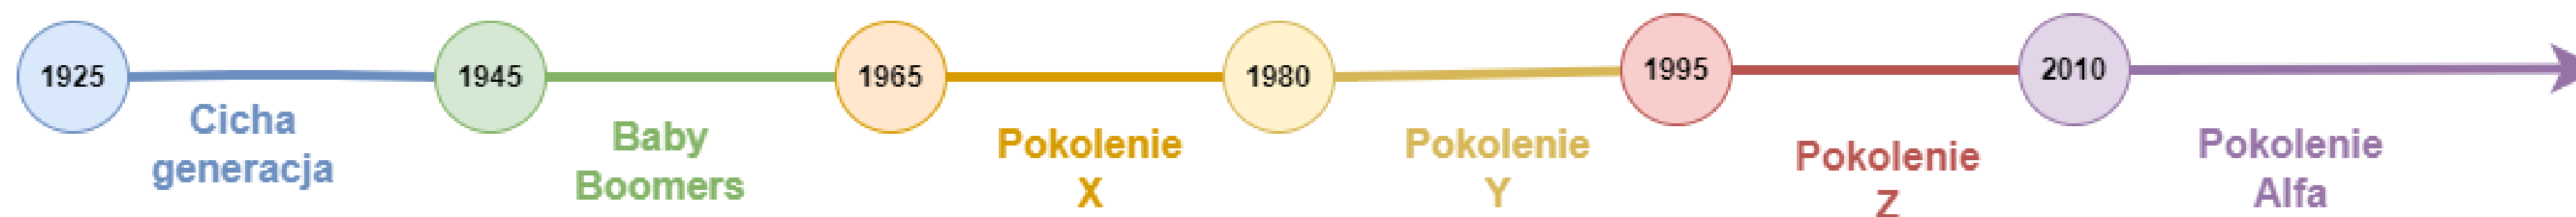 1925
1945
1965
1980
1995
2010
Cicha
generacja
Baby
Boomers
Pokolenie
X
Pokolenie
Y
Pokolenie
Z
Pokolenie
Alfa